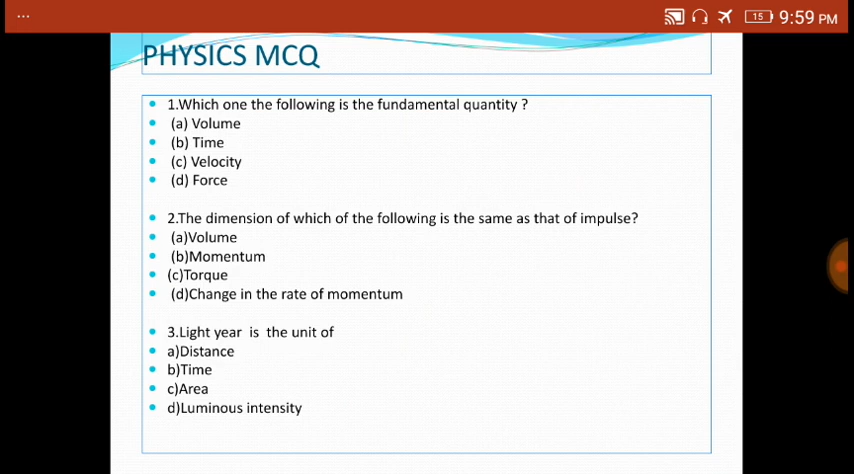 ...
15 9:59 PM
PHYSICS MCQ
1.Which one the following is the fundamental quantity ?
(a) Volume
(b) Time
(c) Velocity
(d) Force
2.The dimension of which of the following is the same as that of impulse?
(a)Volume
(b)Momentum
(c)Torque
(d)Change in the rate of momentum
3.Light year is the unit of
a)Distance
b)Time
c)Area
d)Luminous intensity